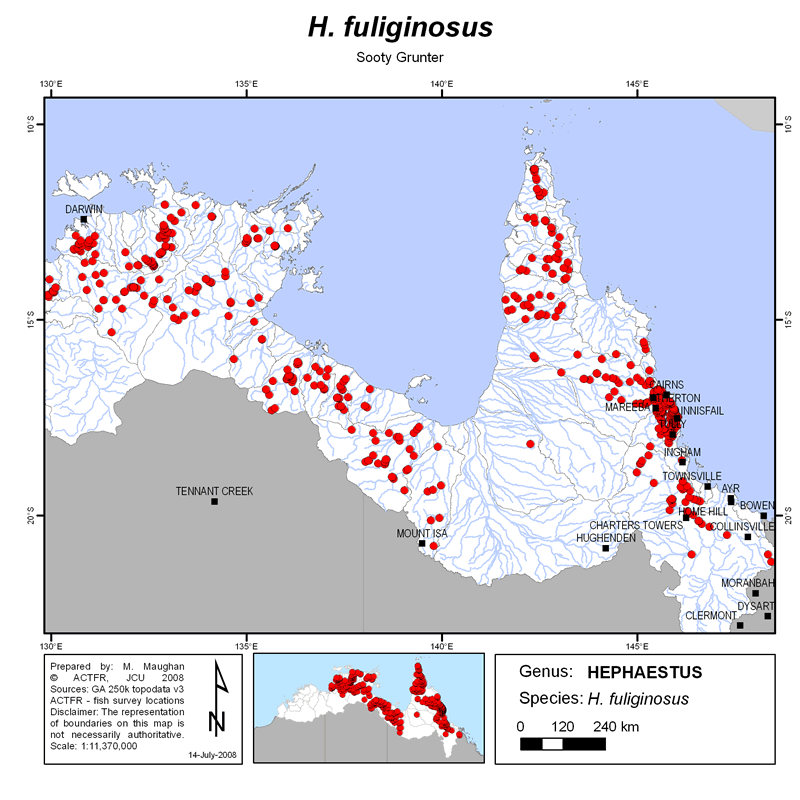 H. fuliginosus
Sooty Grunter
130°E 135°E 140°E 145°E
10°S 10°S
DARWIN
15°S 15°S
CAIRNS
MAREEBA
INGHAM
TOWNSVILLE
AYR
TENNANT CREEK
BOWEN
HOME HILL
20°S 20°S
CHARTERS TOWERS COLLINSVILLE
MOUNT ISA
HUGHENDEN
MORANBAH
DYSART
CLERMONT
130°E 135°E 140°E 145°E
Prepared by: M. Maughan
© ACTFR, JCU 2008
Sources: GA 250k topodata v3
ACTFR - fish survey locations
Disclaimer: The representation
of boundaries on this map is
not necessarily authoritative.
Scale: 1:11,370,000
14-July-2008
N
Genus: HEPHAESTUS
Species: H. fuliginosus
0 120 240 km